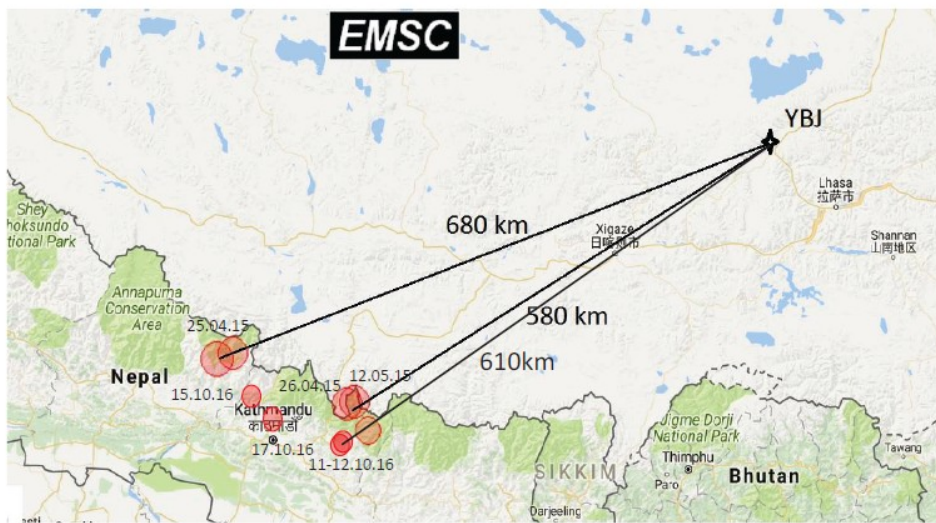 EMSC
YBJ
Lhasa
拉萨市
Shey
hoksundo
tional Park
680 km
Xigaze
日喀则市
Shannan
山南地区
Annapurna
Conservation
Area
580 km
25.04.15
610km
Nepal
26.04.15
12.05.15
15.10.16
Kathmandu
काठमाडौं
17.10.16
11-12.10.16
Jigme Dorji
National Park
Thimphu
Paro
Bhutan
Tawang
SIKKIM
Darjeeling